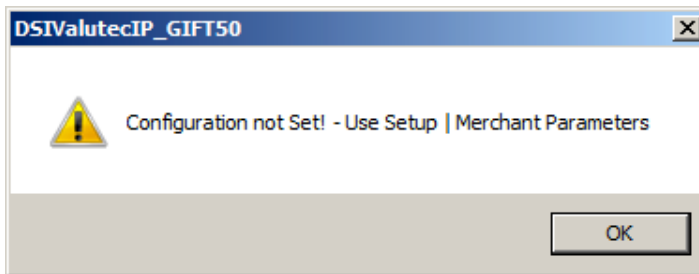 DSIValutecIP_GIFT50
Configuration not Set! - Use Setup | Merchant Parameters
OK